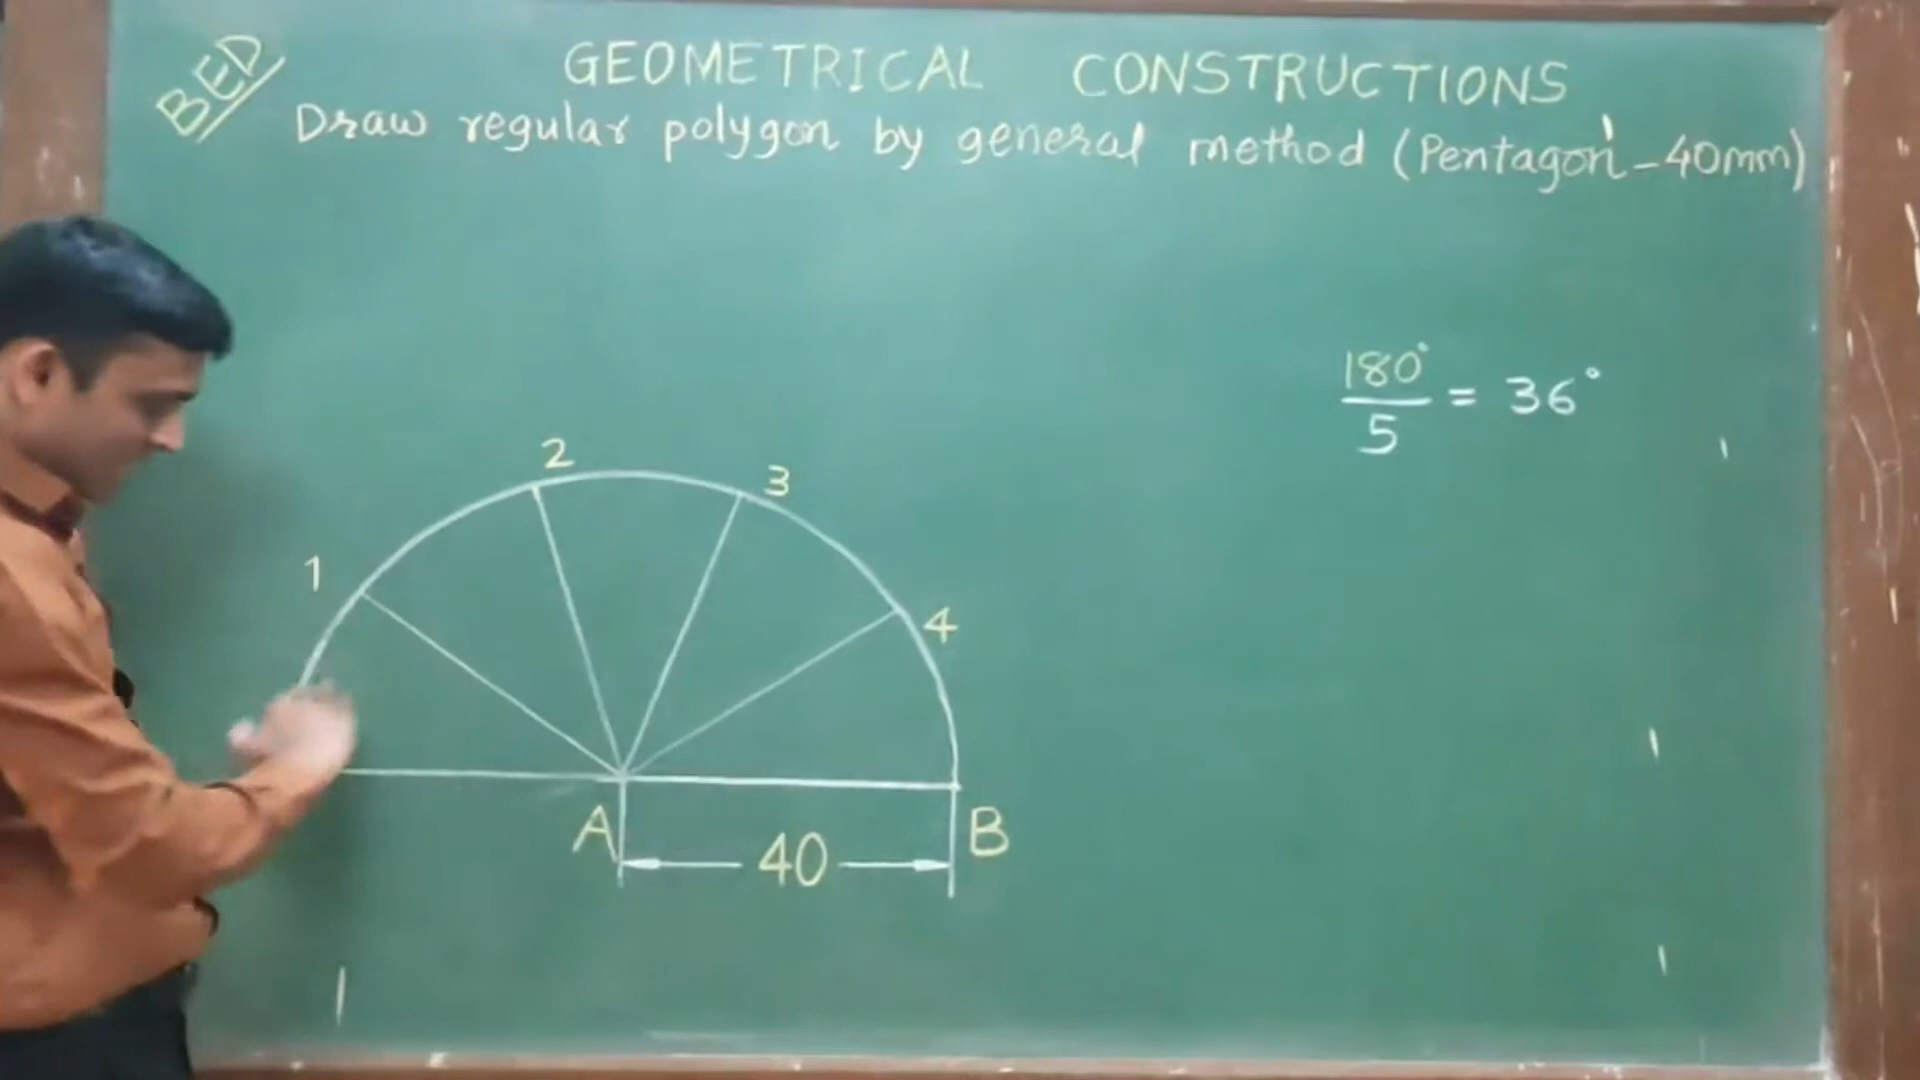 BED
GEOMETRICAL CONSTRUCTIONS
Draw regular polygon by general method (Pentagon-40mm)
180°
5
= 36°
2
3
1
4
A
B
40